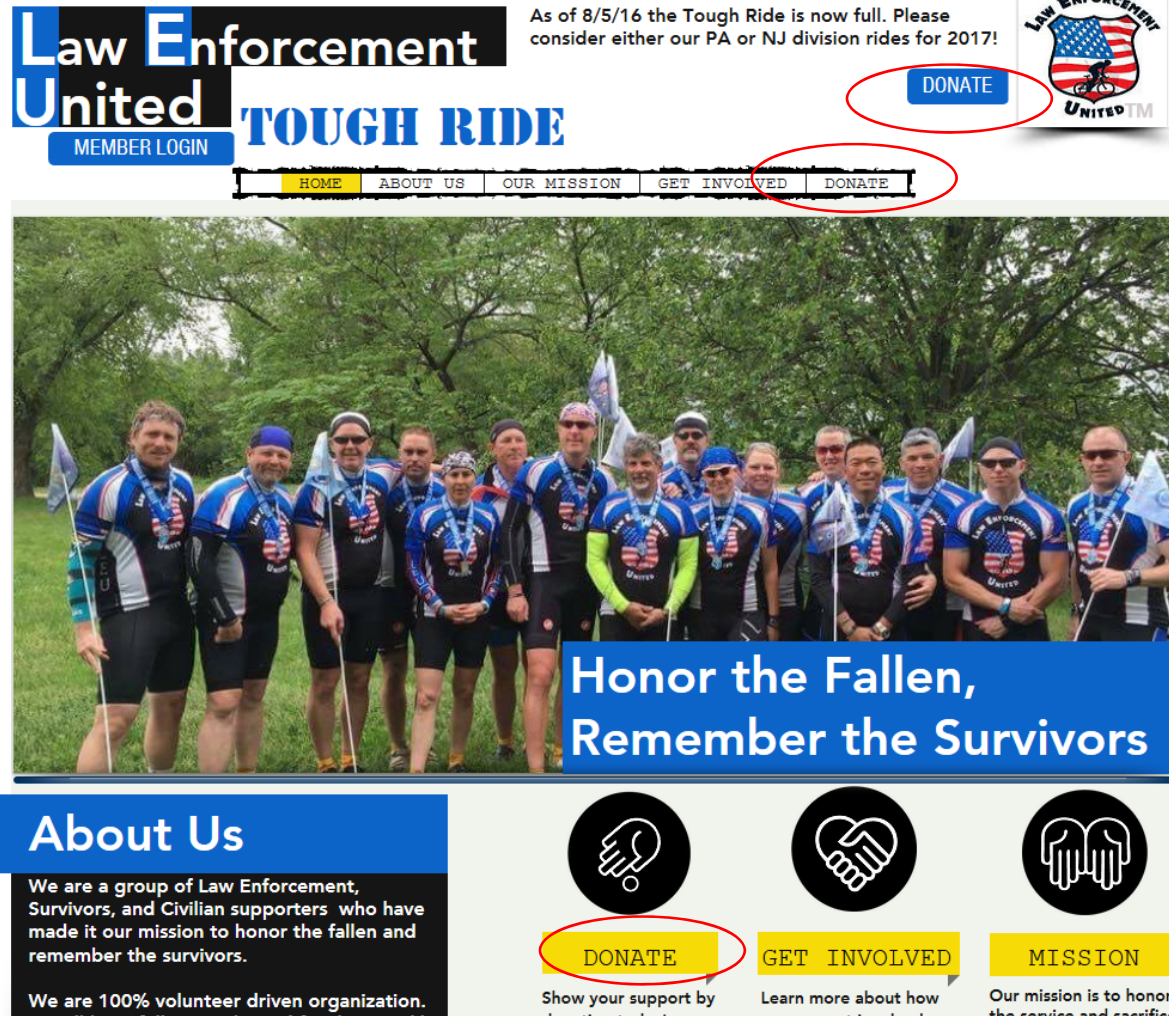 Law Enforcement
United
TOUGH RIDE
MEMBER LOGIN
As of 8/5/16 the Tough Ride is now full. Please
consider either our PA or NJ division rides for 2017!
DONATE
LAW ENFORCEMENT
UNITED TM
HOME ABOUT US OUR MISSION GET INVOLVED DONATE
Honor the Fallen,
Remember the Survivors
About Us
We are a group of Law Enforcement,
Survivors, and Civilian supporters who have
made it our mission to honor the fallen and
remember the survivors.
We are 100% volunteer driven organization.
DONATE
Show your support by
GET INVOLVED
Learn more about how
MISSION
Our mission is to honor